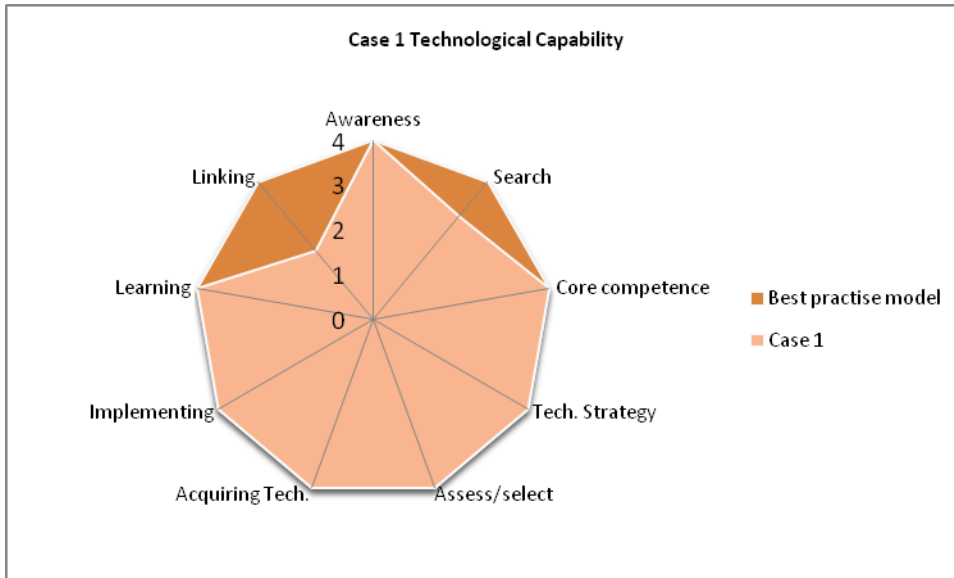 Case 1 Technological Capability
Awareness
4
3
2
1
0
Search
Core competence
Tech. Strategy
Assess/select
Acquiring Tech.
Implementing
Learning
Linking
Best practise model
Case 1